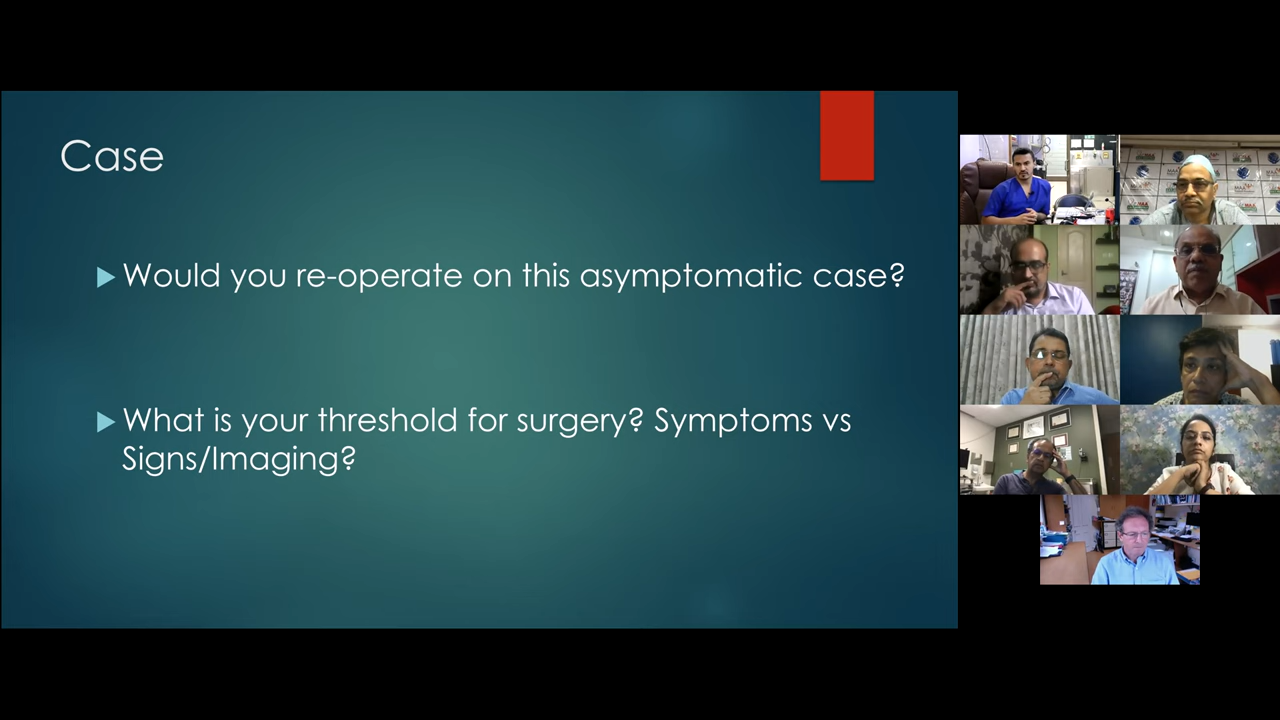 Case
Would you re-operate on this asymptomatic case?
What is your threshold for surgery? Symptoms vs
Signs/Imaging?
MAA